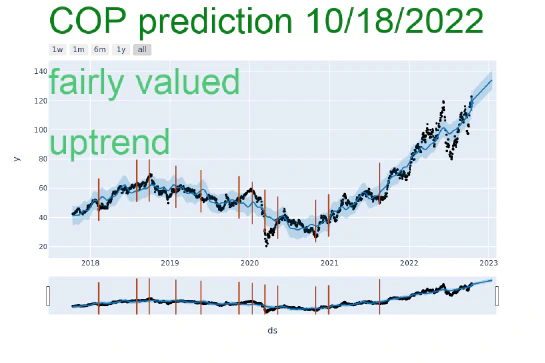 COP prediction 10/18/2022
1w 1m 6m 1y all
fairly valued
uptrend
y
140
120
100
80
60
40
20
2018 2019 2020 2021 2022 2023
ds